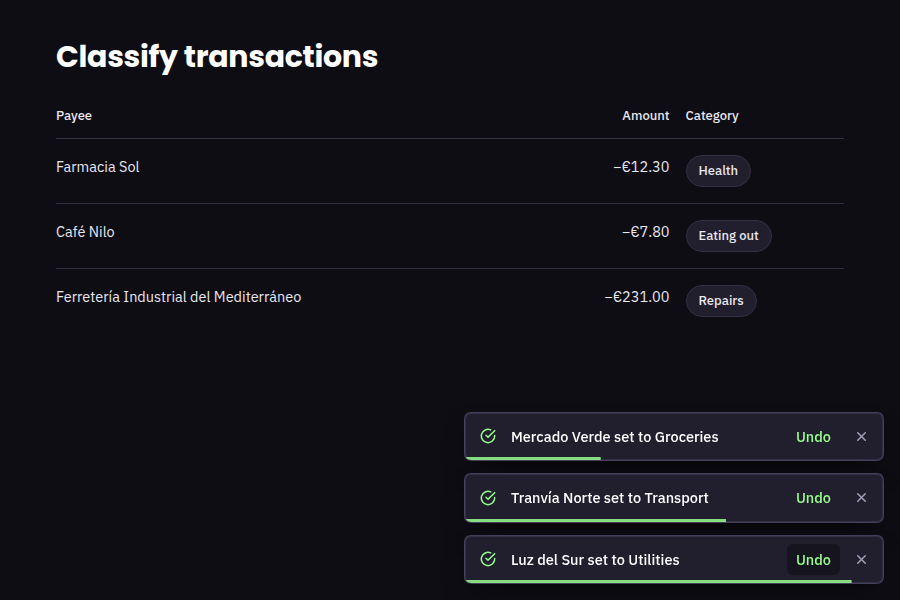 Classify transactions
Payee Amount Category
Farmacia Sol −€12.30 Health
Café Nilo −€7.80 Eating out
Ferretería Industrial del Mediterráneo −€231.00 Repairs
Mercado Verde set to Groceries Undo
Tranvía Norte set to Transport Undo
Luz del Sur set to Utilities Undo